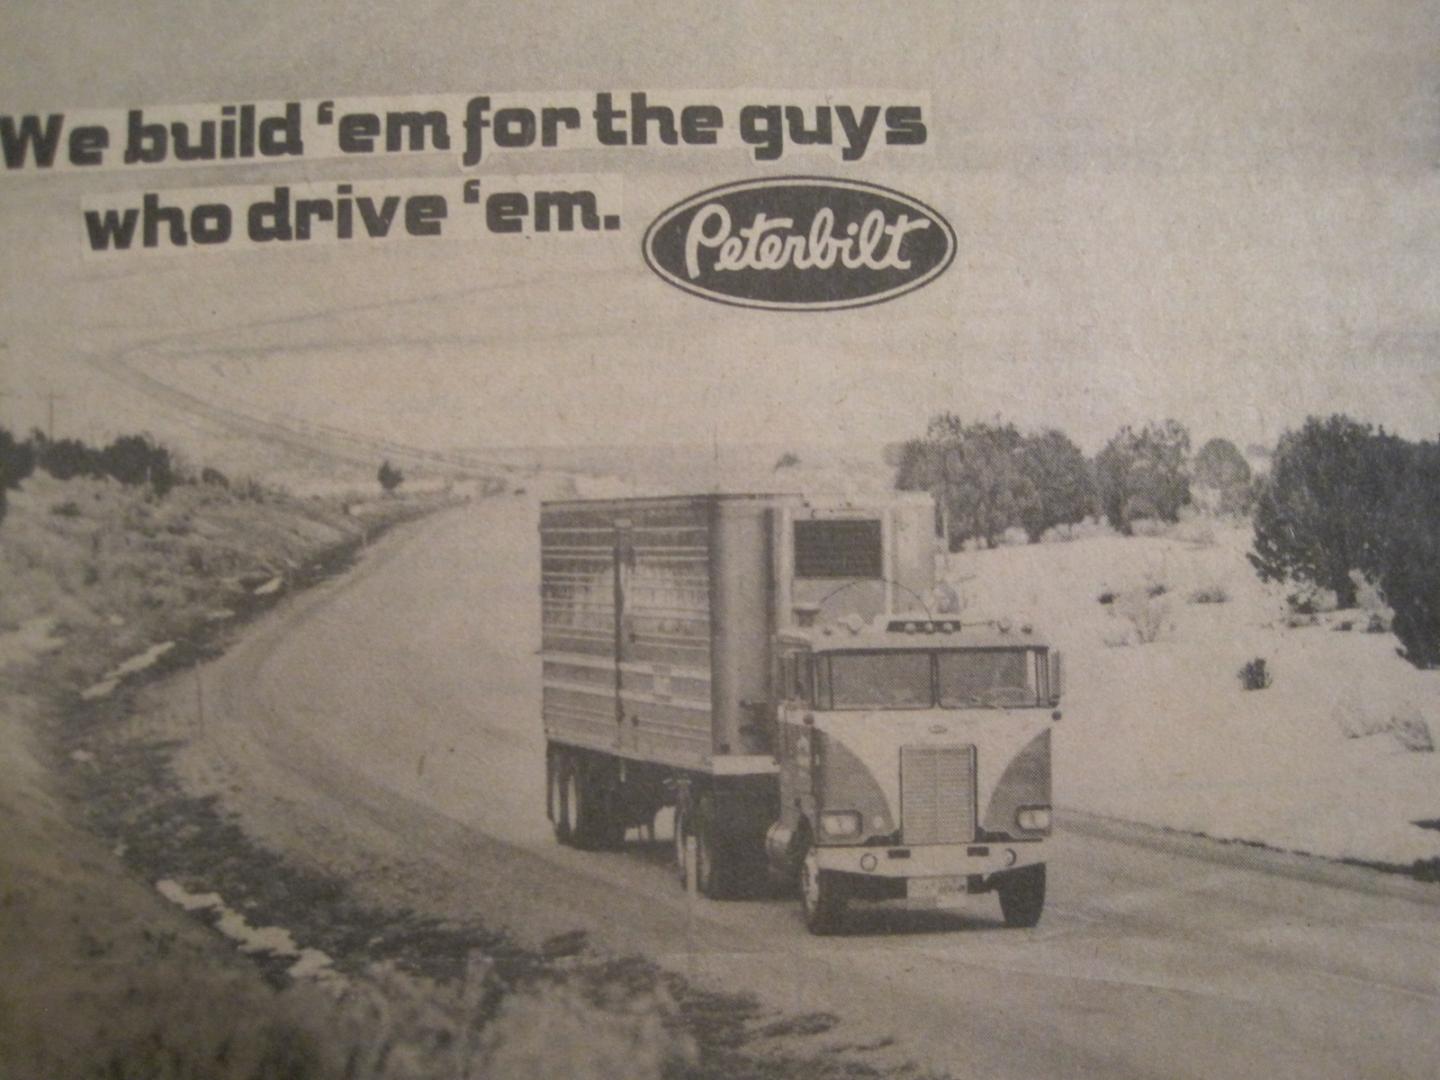 We build ‘em for the guys
who drive ‘em.
Peterbilt